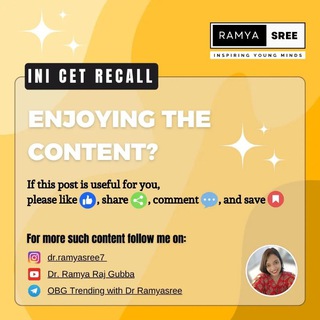 RAMYA SREE
INSPIRING YOUNG MINDS
INI CET RECALL
ENJOYING THE
CONTENT?
If this post is useful for you,
please like , share , comment , and save
For more such content follow me on:
dr.ramyasree7
Dr. Ramya Raj Gubba
OBG Trending with Dr Ramyasree